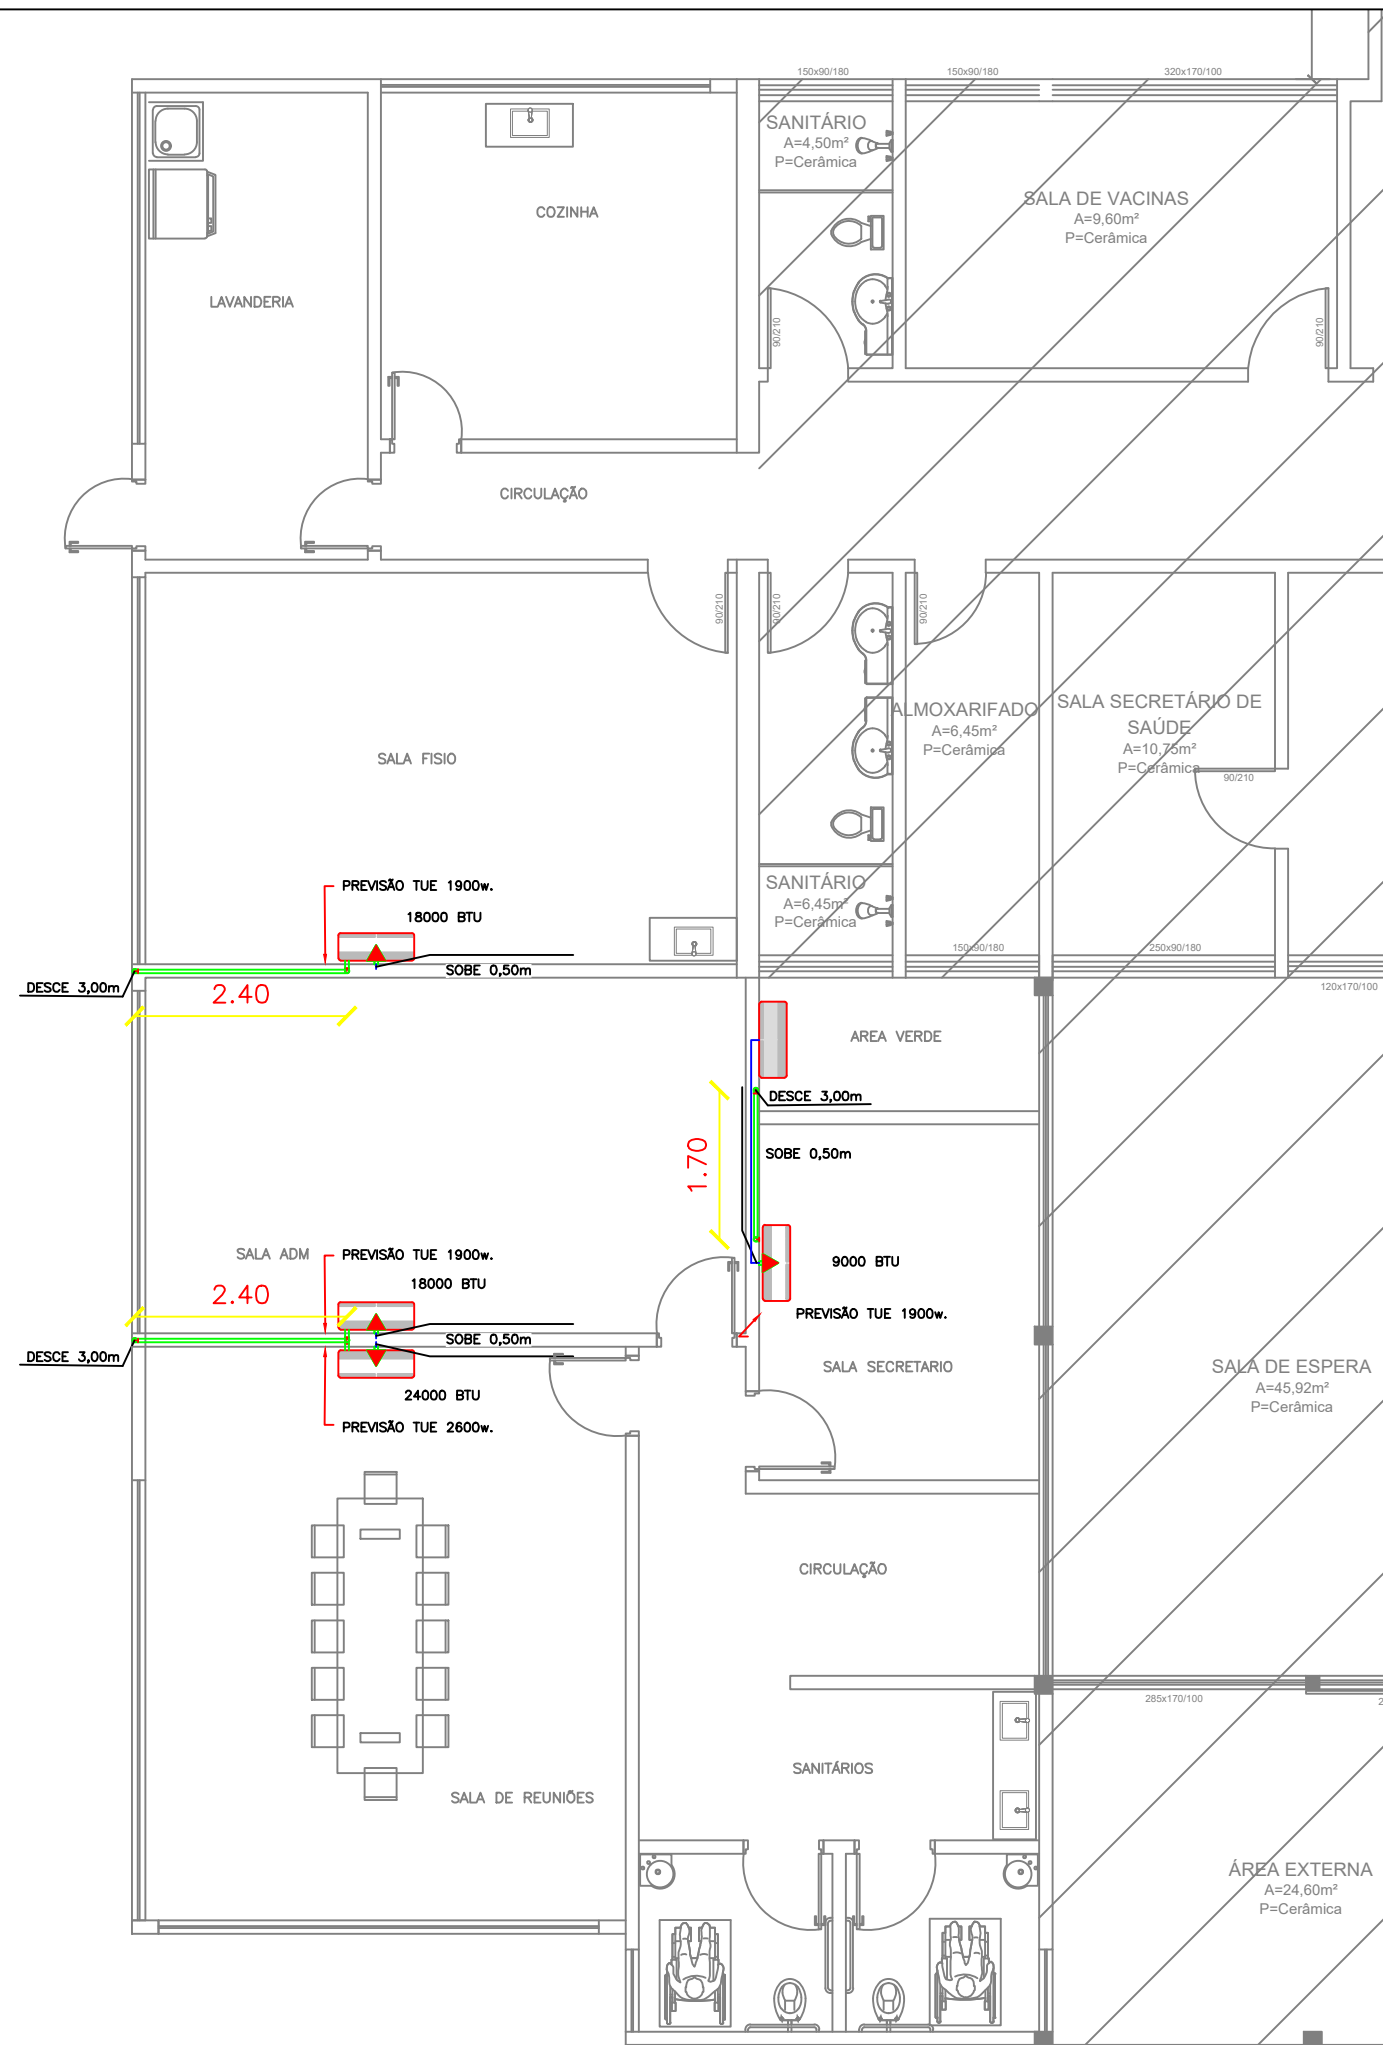 150x90/180
150x90/180
320x170/100
SANITÁRIO
A=4,50m²
P=Cerâmica
SALA DE VACINAS
A=9,60m²
P=Cerâmica
COZINHA
LAVANDERIA
90/210
90/210
CIRCULAÇÃO
90/210
90/210
90/210
SALA FISIO
ALMOXARIFADO
A=6,45m²
P=Cerâmica
SALA SECRETÁRIO DE
SAÚDE
A=10,75m²
P=Cerâmica
90/210
PREVISÃO TUE 1900w.
18000 BTU
SANITÁRIO
A=6,45m²
P=Cerâmica
150x90/180
250x90/180
SOBE 0,50m
DESCE 3,00m
2.40
120x170/100
AREA VERDE
DESCE 3,00m
SOBE 0,50m
1.70
SALA ADM
PREVISÃO TUE 1900w.
18000 BTU
9000 BTU
2.40
PREVISÃO TUE 1900w.
SOBE 0,50m
DESCE 3,00m
SALA SECRETARIO
SALA DE ESPERA
A=45,92m²
P=Cerâmica
24000 BTU
PREVISÃO TUE 2600w.
CIRCULAÇÃO
285x170/100
2
SANITÁRIOS
SALA DE REUNIÕES
ÁREA EXTERNA
A=24,60m²
P=Cerâmica